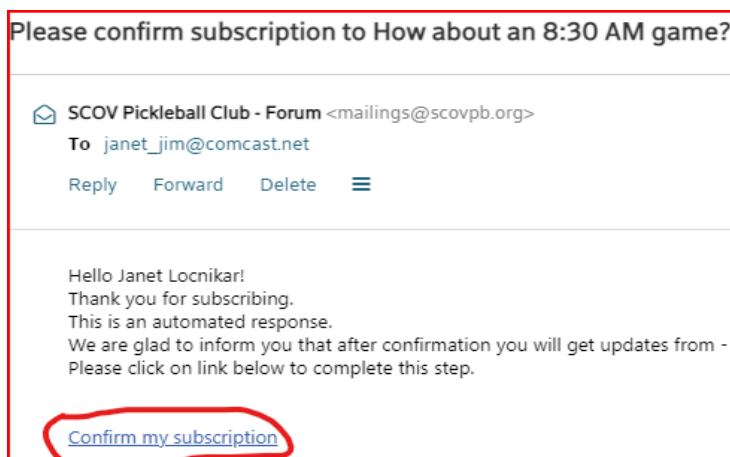 Please confirm subscription to How about an 8:30 AM game?
SCOV Pickleball Club - Forum <mailings@scovpb.org>
To janet_jim@comcast.net
Reply Forward Delete
Hello Janet Locnikar!
Thank you for subscribing.
This is an automated response.
We are glad to inform you that after confirmation you will get updates from -
Please click on link below to complete this step.
Confirm my subscription